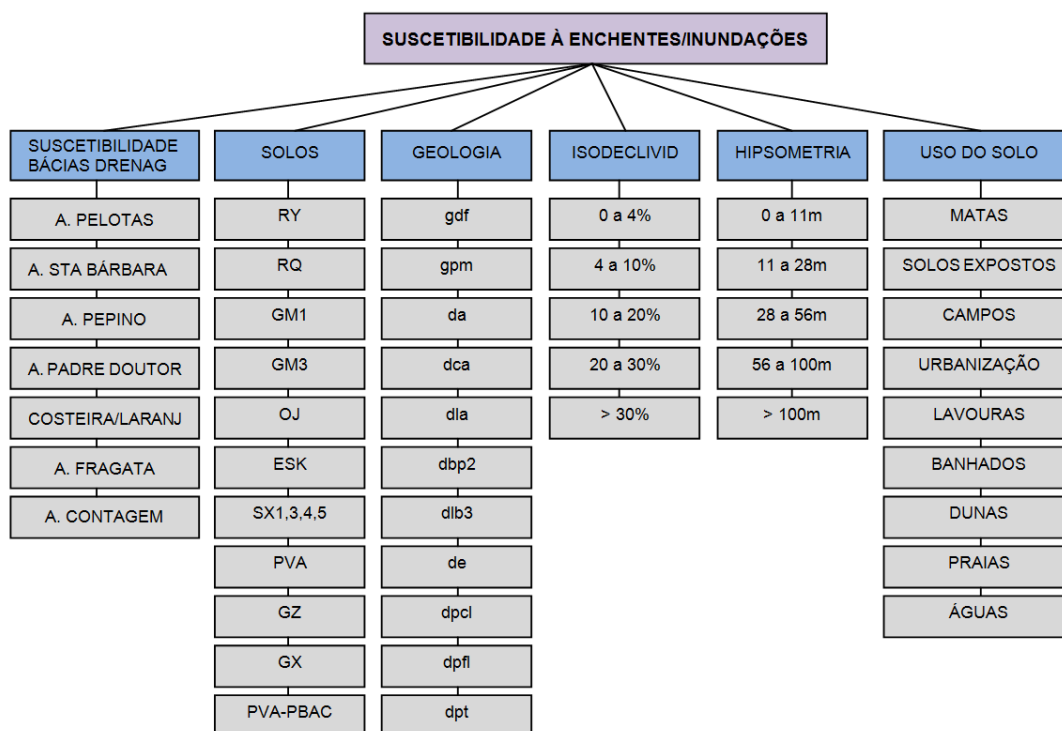 SUSCETIBILIDADE À ENCHENTES/INUNDAÇÕES
SUSCETIBILIDADE
BÁCIAS DRENAG
A. PELOTAS
A. STA BÁRBARA
A. PEPINO
A. PADRE DOUTOR
COSTEIRA/LARANJ
A. FRAGATA
A. CONTAGEM
SOLOS
RY
RQ
GM1
GM3
OJ
ESK
SX1,3,4,5
PVA
GZ
GX
PVA-PBAC
GEOLOGIA
gdf
gpm
da
dca
dla
dbp2
dlb3
de
dpcl
dpfl
dpt
ISODECLIVID
0 a 4%
4 a 10%
10 a 20%
20 a 30%
> 30%
HIPSOMETRIA
0 a 11m
11 a 28m
28 a 56m
56 a 100m
> 100m
USO DO SOLO
MATAS
SOLOS EXPOSTOS
CAMPOS
URBANIZAÇÃO
LAVOURAS
BANHADOS
DUNAS
PRAIAS
ÁGUAS